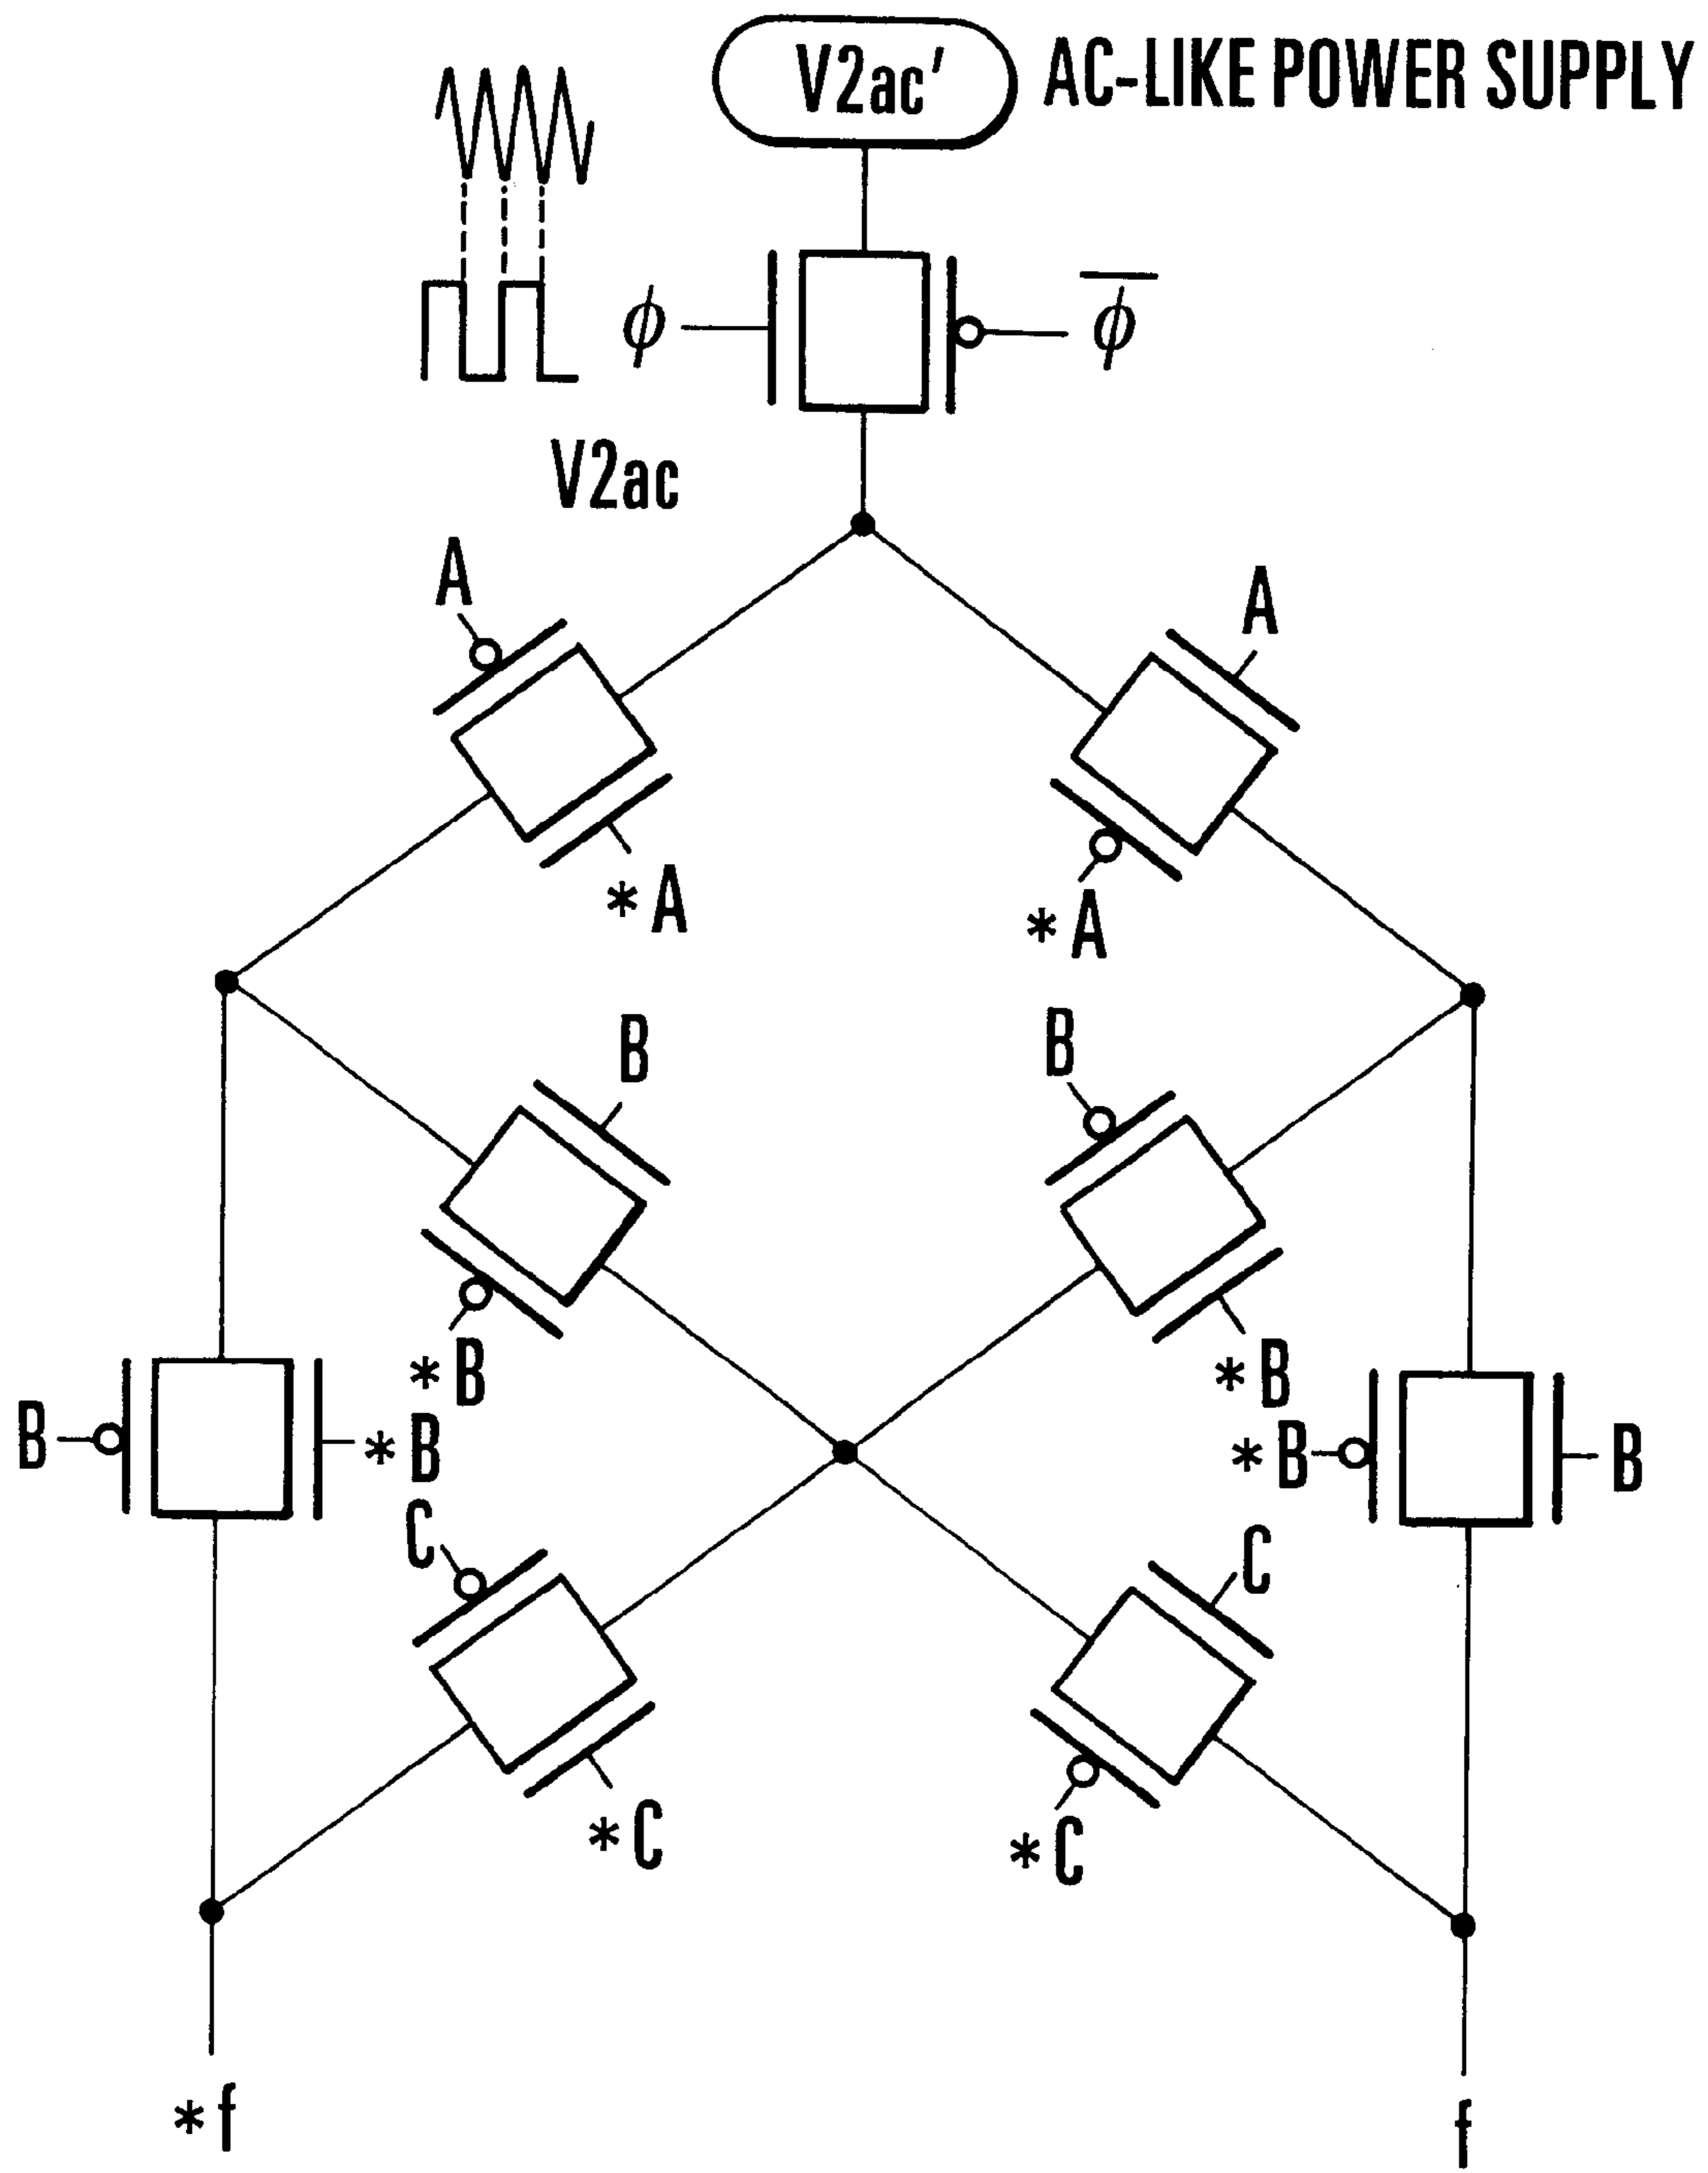 V2ac' AC-LIKE POWER SUPPLY
ϕ ϕ̅
V2ac
A A
*A *A
B B
*B *B
B *B *B B
C C
*C *C
*f f